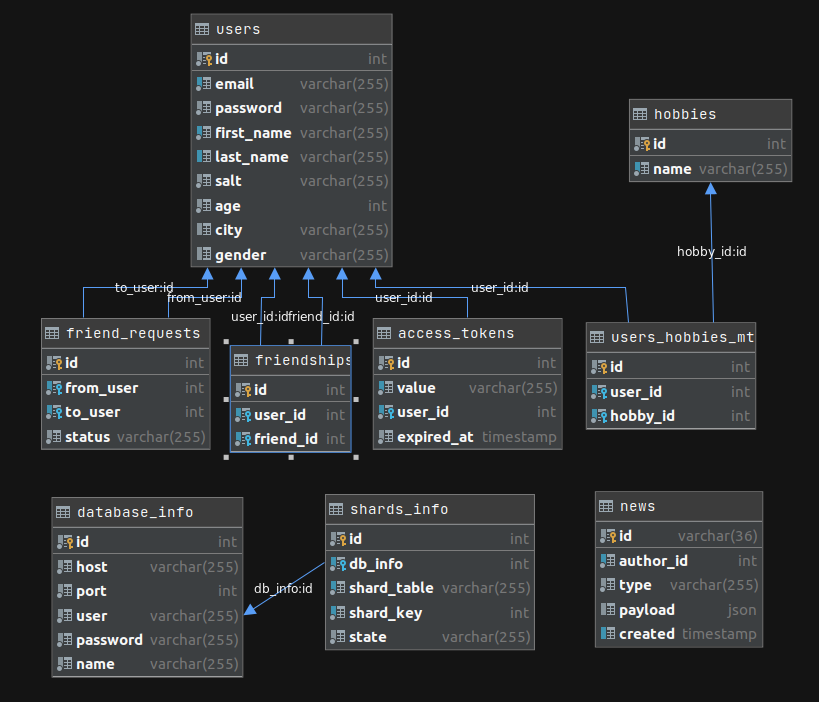 users
id int
email varchar(255)
password varchar(255)
first_name varchar(255)
last_name varchar(255)
salt varchar(255)
age int
city varchar(255)
gender varchar(255)
hobbies
id int
name varchar(255)
hobby_id:id
to_user:id
from_user:id
user_id:id
friend_id:id
user_id:id
user_id:id
friend_requests
id int
from_user int
to_user int
status varchar(255)
friendships
id int
user_id int
friend_id int
access_tokens
id int
value varchar(255)
user_id int
expired_at timestamp
users_hobbies_mt
id int
user_id int
hobby_id int
database_info
id int
host varchar(255)
port int
user varchar(255)
password varchar(255)
name varchar(255)
db_info:id
shards_info
id int
db_info int
shard_table varchar(255)
shard_key int
state varchar(255)
news
id varchar(36)
author_id int
type varchar(255)
payload json
created timestamp